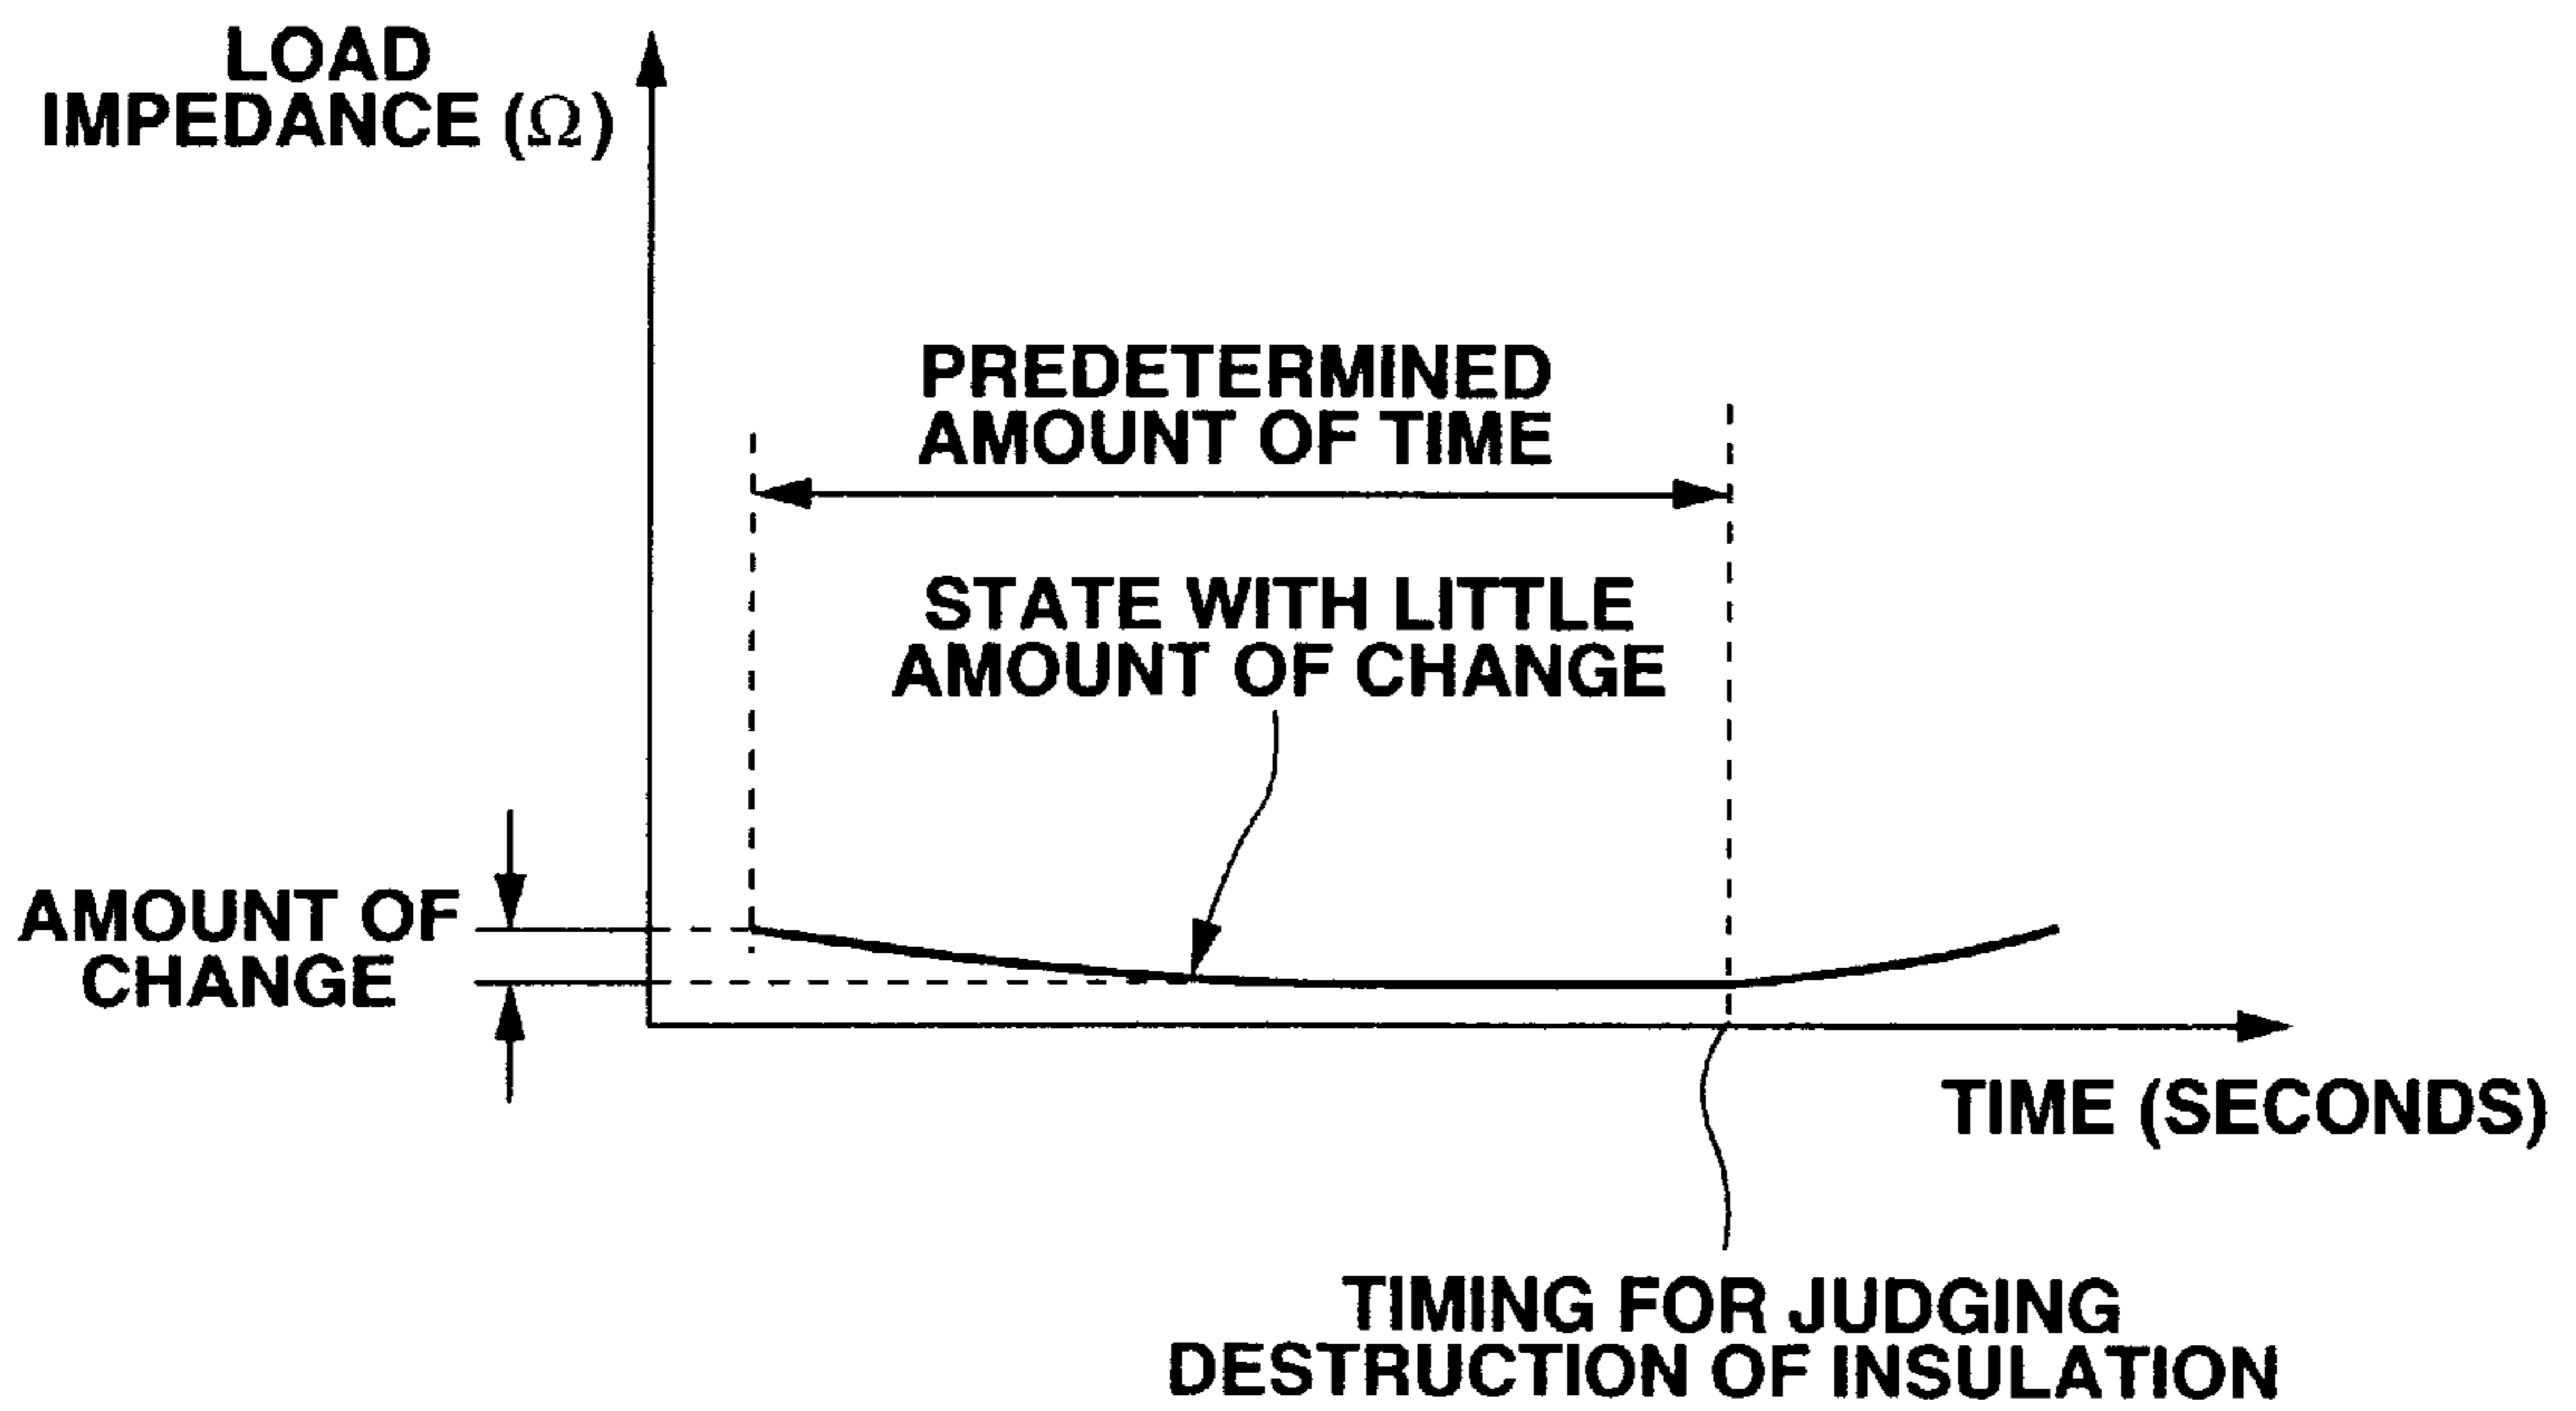 LOAD
IMPEDANCE (Ω)
PREDETERMINED
AMOUNT OF TIME
STATE WITH LITTLE
AMOUNT OF CHANGE
AMOUNT OF
CHANGE
TIME (SECONDS)
TIMING FOR JUDGING
DESTRUCTION OF INSULATION